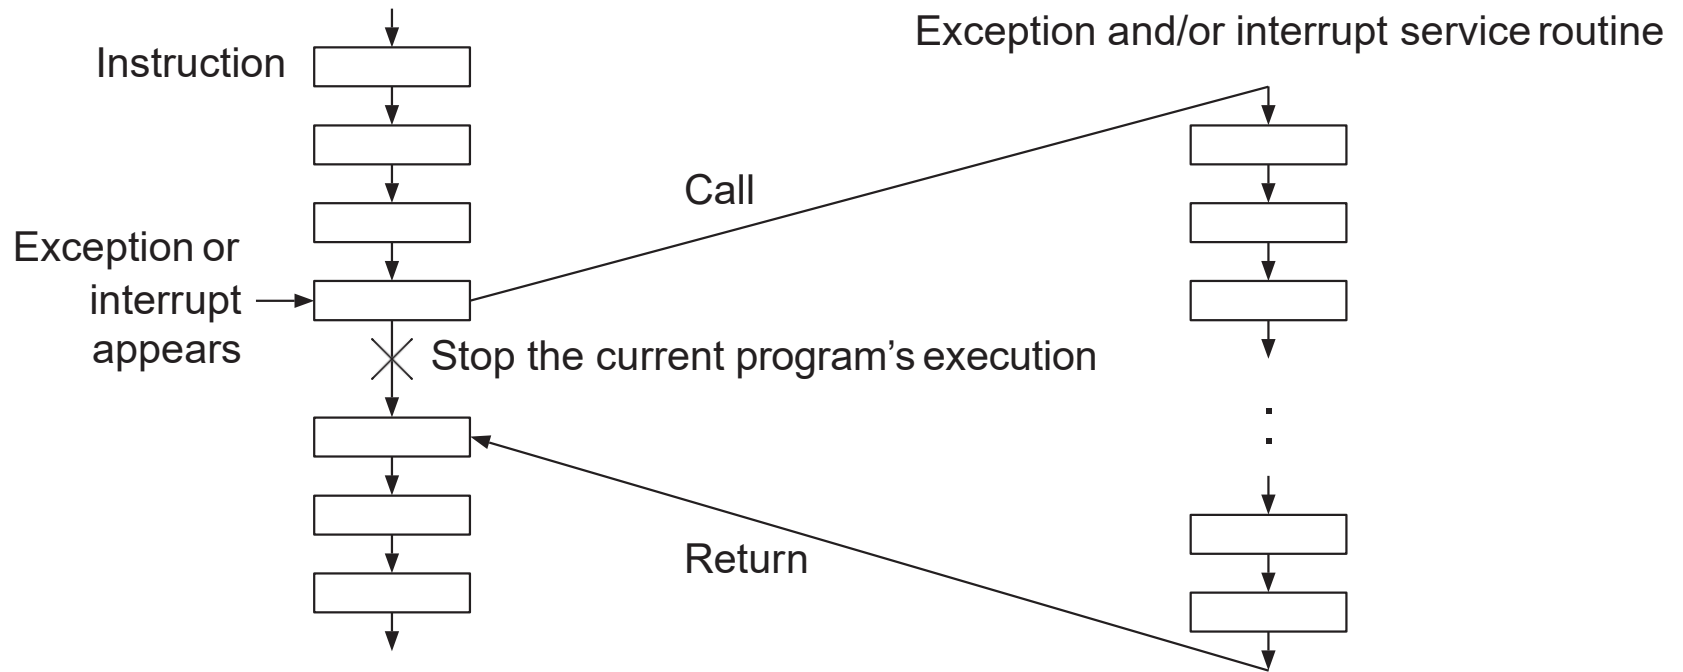 Exception and/or interrupt service routine
Instruction
Call
Exception or
interrupt
appears
Stop the current program’s execution
Return